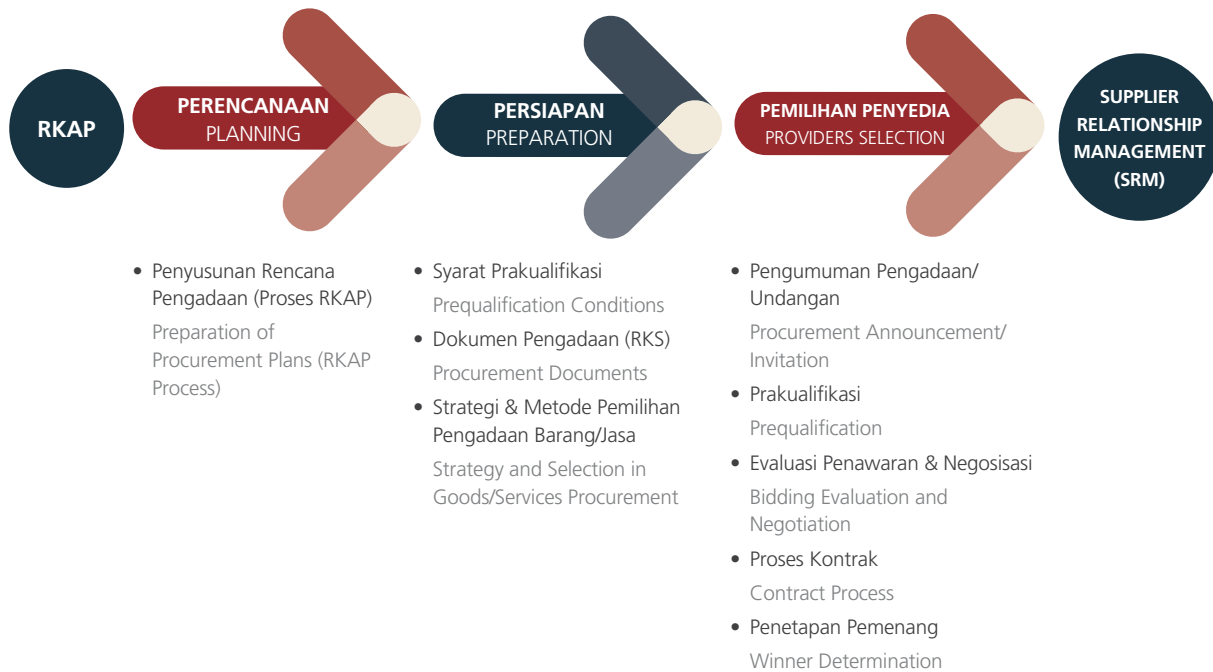 RKAP
PERENCANAAN
PLANNING
PERSIAPAN
PREPARATION
PEMILIHAN PENYEDIA
PROVIDERS SELECTION
SUPPLIER
RELATIONSHIP
MANAGEMENT
(SRM)
• Penyusunan Rencana
Pengadaan (Proses RKAP)
Preparation of
Procurement Plans (RKAP
Process)
• Syarat Prakualifikasi
Prequalification Conditions
• Dokumen Pengadaan (RKS)
Procurement Documents
• Strategi & Metode Pemilihan
Pengadaan Barang/Jasa
Strategy and Selection in
Goods/Services Procurement
• Pengumuman Pengadaan/
Undangan
Procurement Announcement/
Invitation
• Prakualifikasi
Prequalification
• Evaluasi Penawaran & Negosisasi
Bidding Evaluation and
Negotiation
• Proses Kontrak
Contract Process
• Penetapan Pemenang
Winner Determination